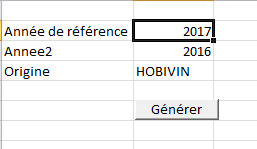 Année de référence 2017
Annee2 2016
Origine HOBIVIN
Générer